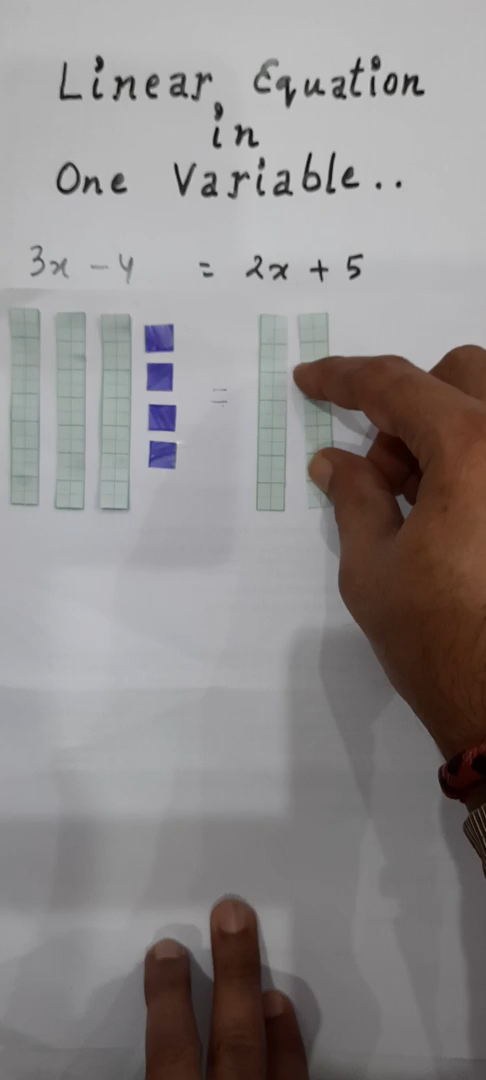 Linear Equation
in
One Variable..
3x - 4 = 2x + 5
=